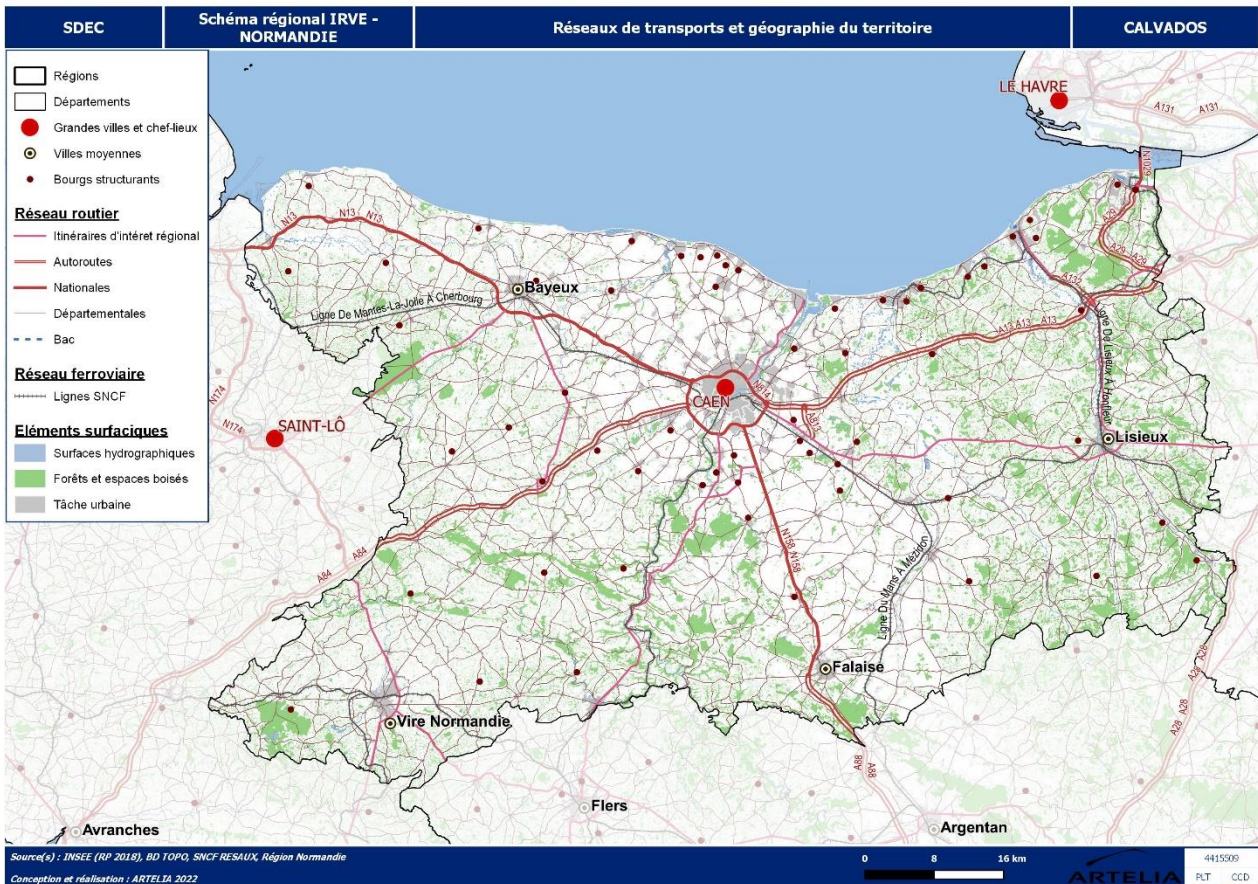 SDEC
Schéma régional IRVE -
NORMANDIE
Réseaux de transports et géographie du territoire
CALVADOS
Régions
Départements
Grandes villes et chef-lieux
Villes moyennes
Bourgs structurants
Réseau routier
Itinéraires d'intéret régional
Autoroutes
Nationales
Départementales
Bac
Réseau ferroviaire
Lignes SNCF
Eléments surfaciques
Surfaces hydrographiques
Forêts et espaces boisés
Tâche urbaine
LE HAVRE
A131
A131
N1029
A29
A29
A29
N13
N13
N13
Bayeux
Ligne De Mantes-La-Jolie À Cherbourg
A132
A13
A13
A13
Ligne De Lisieux À Honfleur
N174
N174
SAINT-LÔ
CAEN
N814
A813
Lisieux
A84
A84
N158
N158
Ligne Du Mans À Mézidon
Falaise
A28
A28
A28
A28
Vire Normandie
A88
A88
Flers
Avranches
Argentan
Source(s) : INSEE (RP 2018), BD TOPO, SNCF RESAUX, Région Normandie
Conception et réalisation : ARTELIA 2022
0 8 16 km
ARTELIA
4415509
PLT CCD